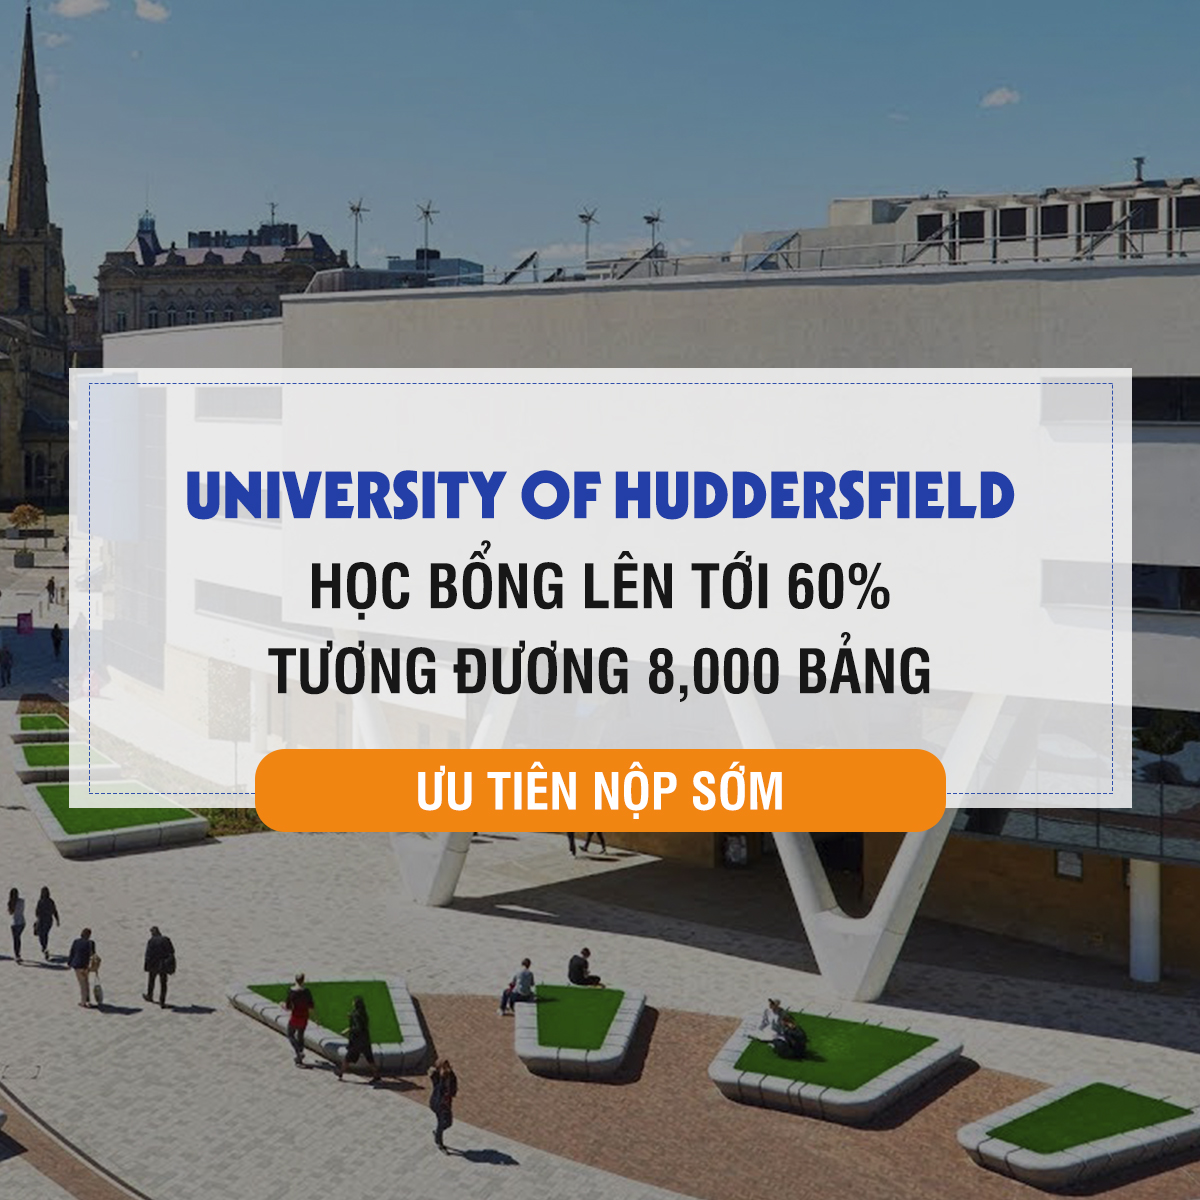 UNIVERSITY OF HUDDERSFIELD
HỌC BỔNG LÊN TỚI 60%
TƯƠNG ĐƯƠNG 8,000 BẢNG
ƯU TIÊN NỘP SỚM